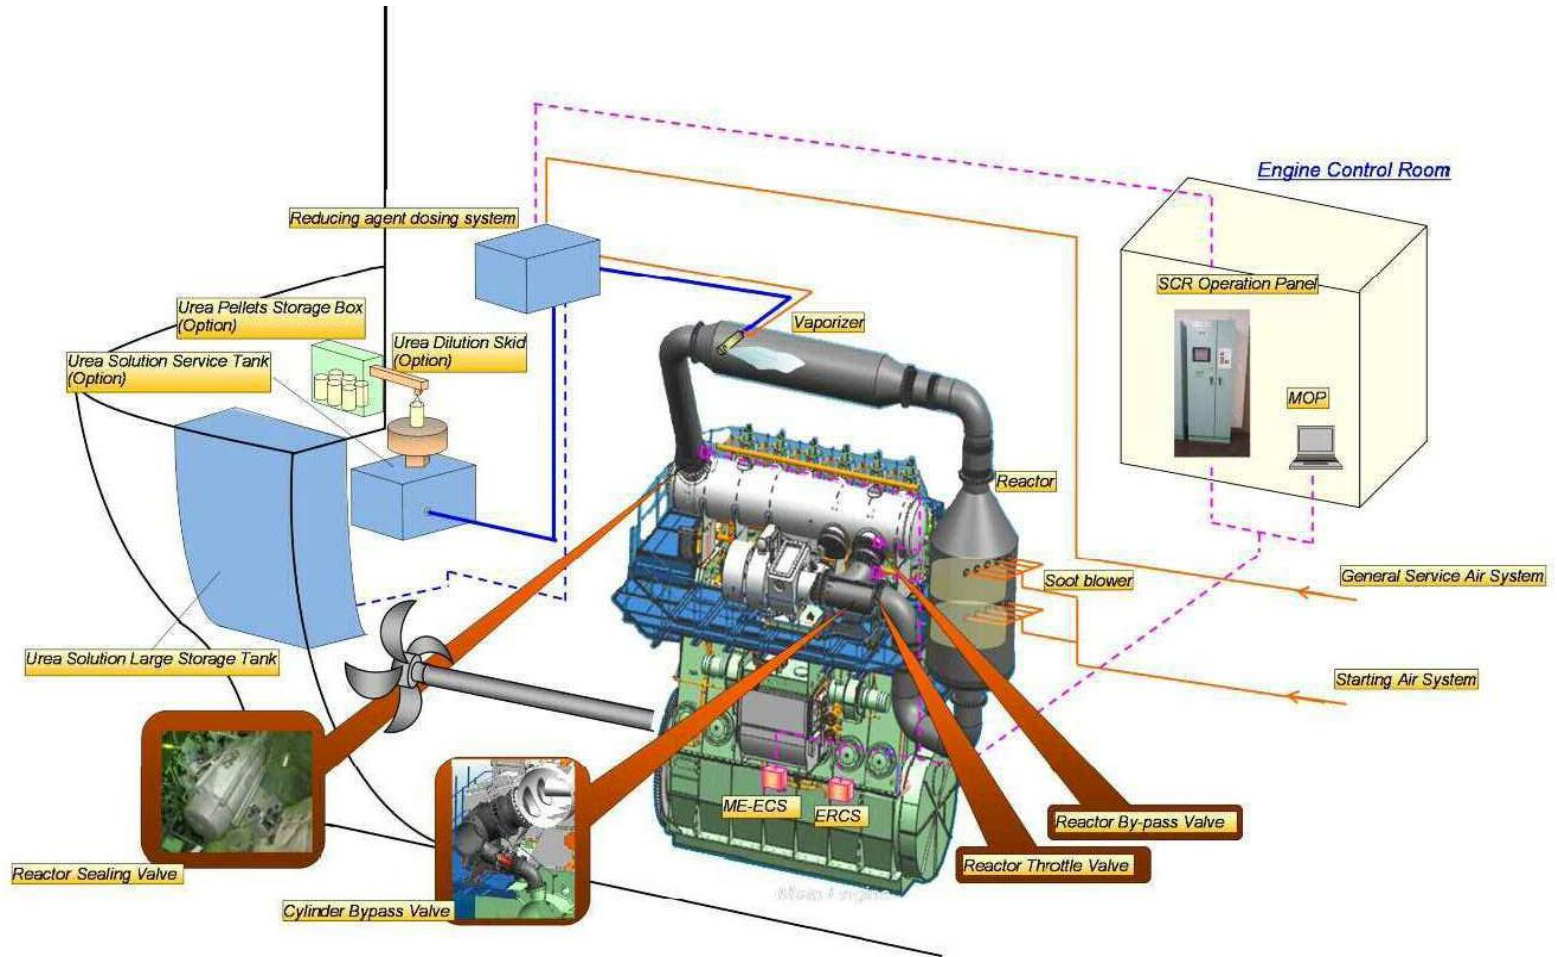 Engine Control Room
Reducing agent dosing system
SCR Operation Panel
Urea Pellets Storage Box
(Option)
Vaporizer
Urea Dilution Skid
(Option)
Urea Solution Service Tank
(Option)
MOP
Reactor
Soot blower
General Service Air System
Urea Solution Large Storage Tank
Starting Air System
ME-ECS
ERCS
Reactor By-pass Valve
Reactor Throttle Valve
Reactor Sealing Valve
Main Engine
Cylinder Bypass Valve